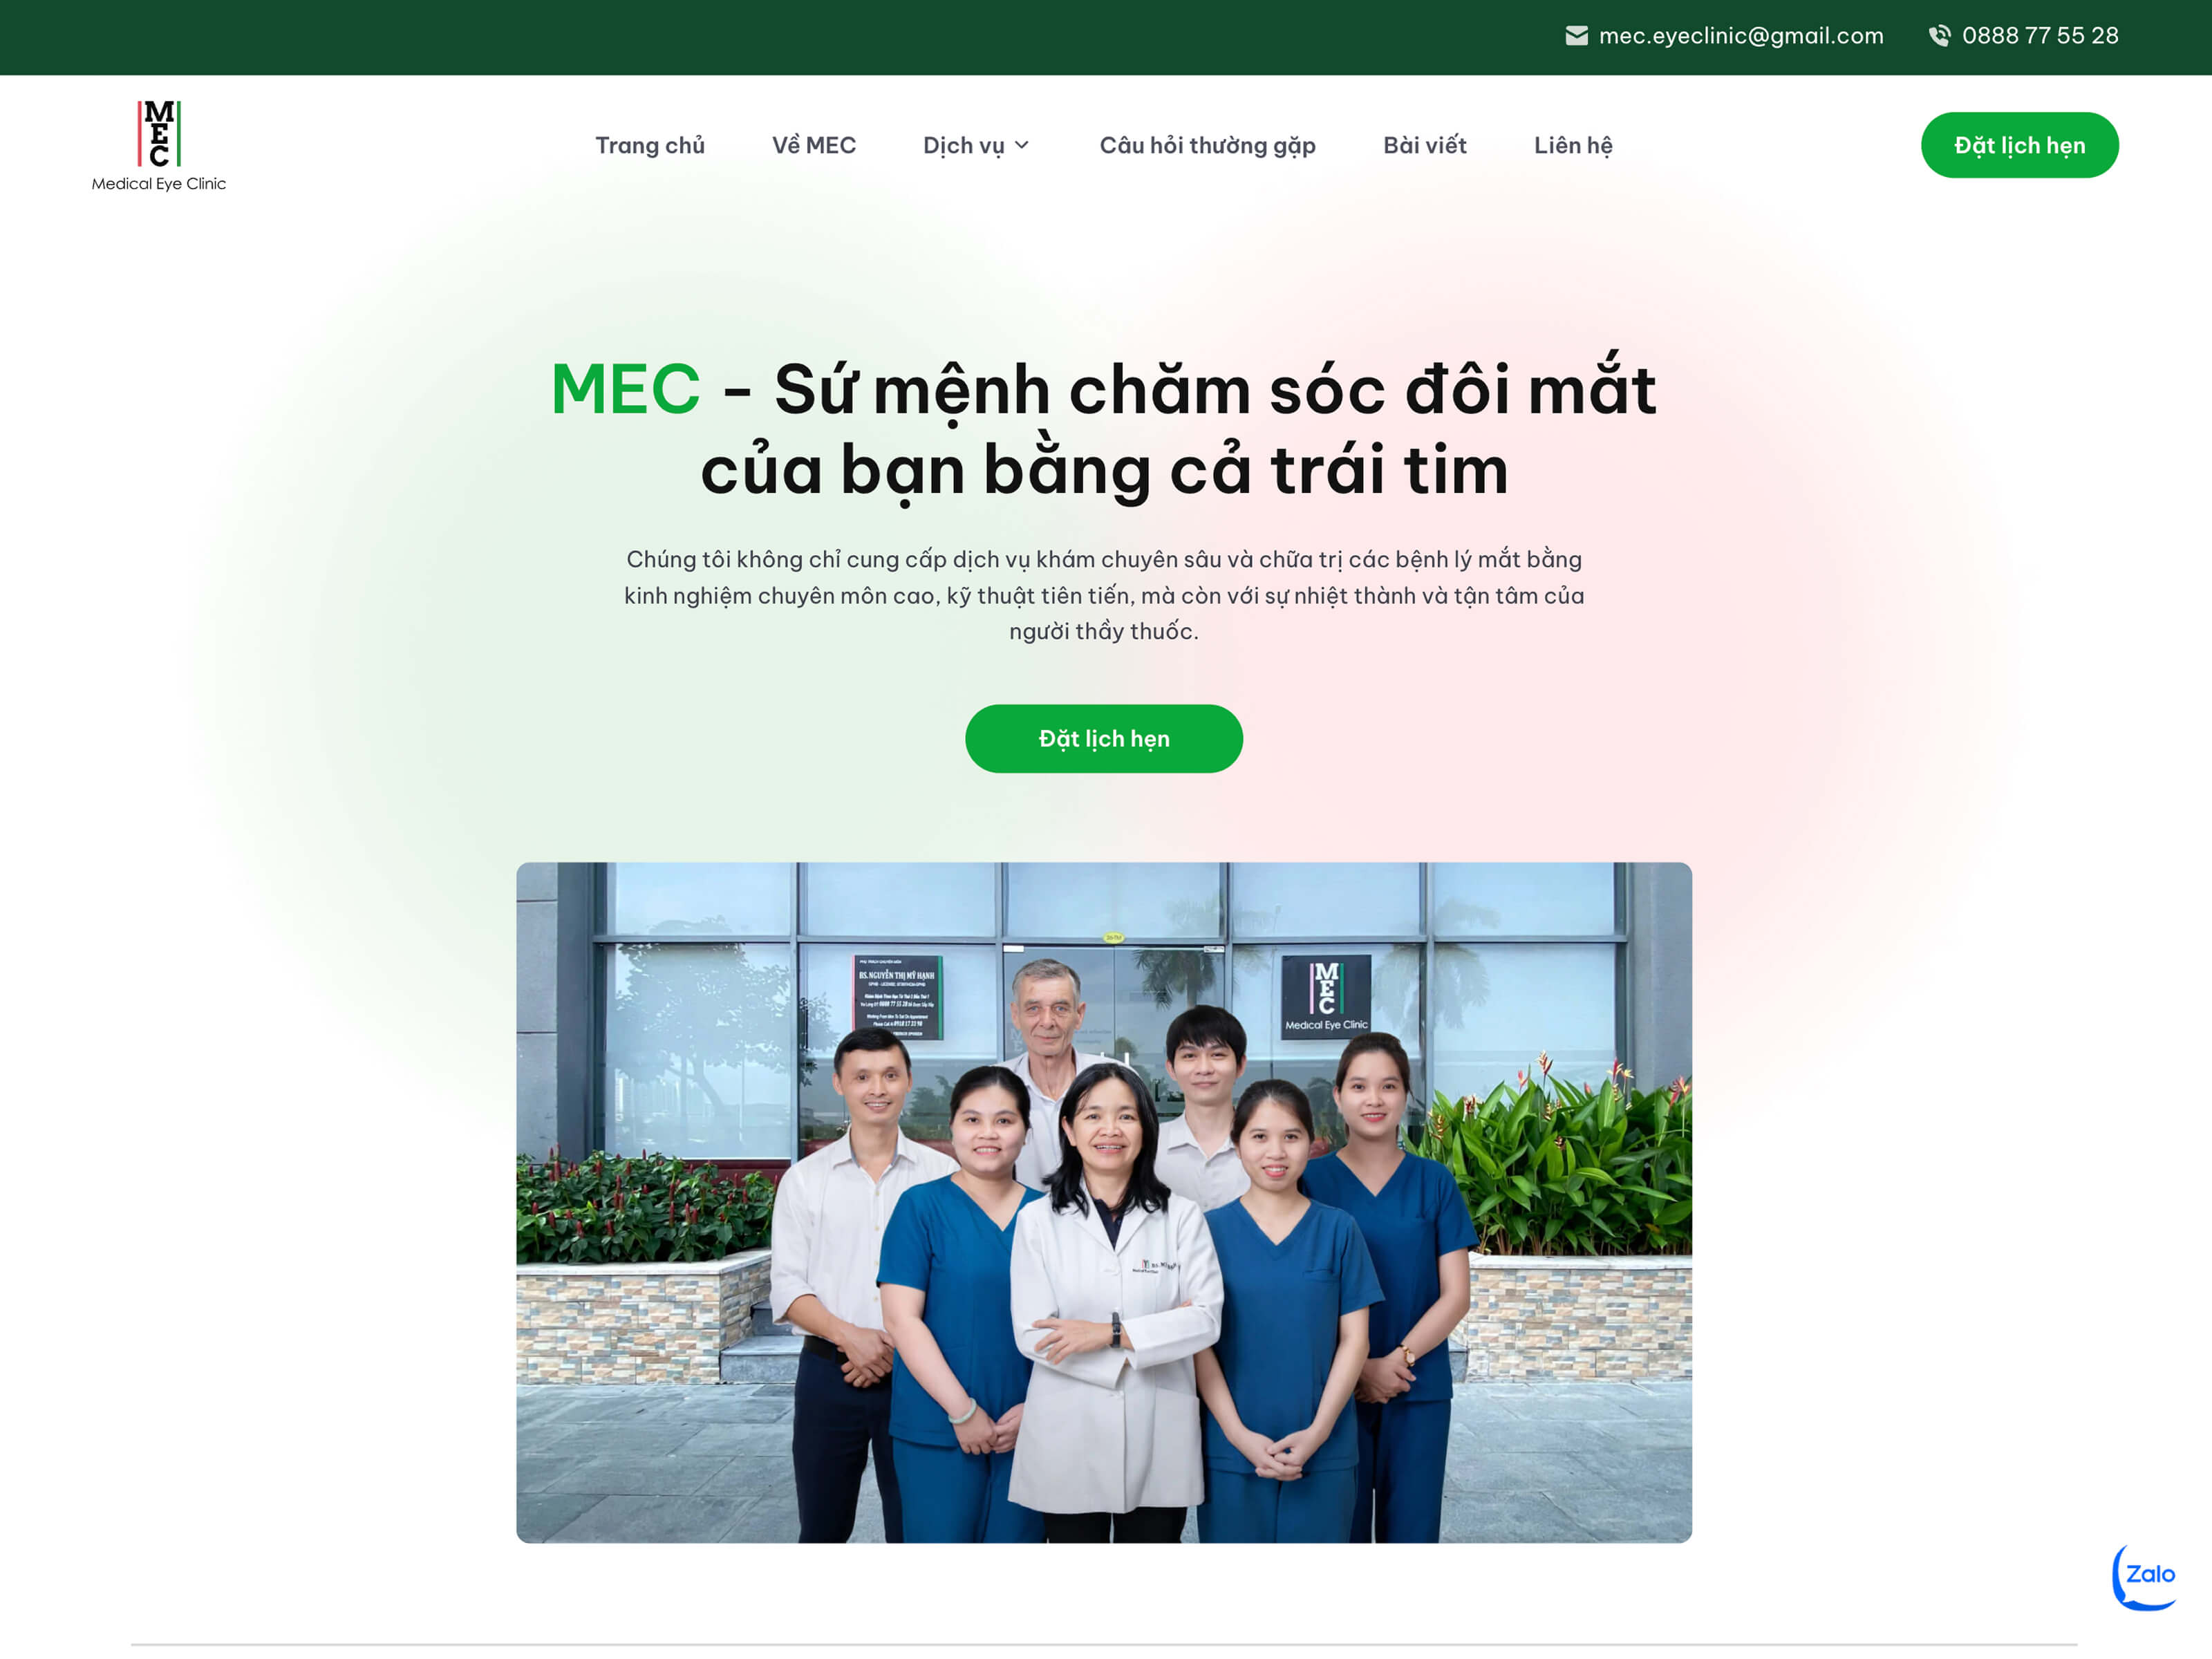 mec.eyeclinic@gmail.com
0888 77 55 28
MEC
Medical Eye Clinic
Trang chủ
Về MEC
Dịch vụ
Câu hỏi thường gặp
Bài viết
Liên hệ
Đặt lịch hẹn
MEC - Sứ mệnh chăm sóc đôi mắt
của bạn bằng cả trái tim
Chúng tôi không chỉ cung cấp dịch vụ khám chuyên sâu và chữa trị các bệnh lý mắt bằng
kinh nghiệm chuyên môn cao, kỹ thuật tiên tiến, mà còn với sự nhiệt thành và tận tâm của
người thầy thuốc.
Đặt lịch hẹn
BS.NGUYỄN THỊ MỸ HẠNH
MEC
Medical Eye Clinic
Zalo